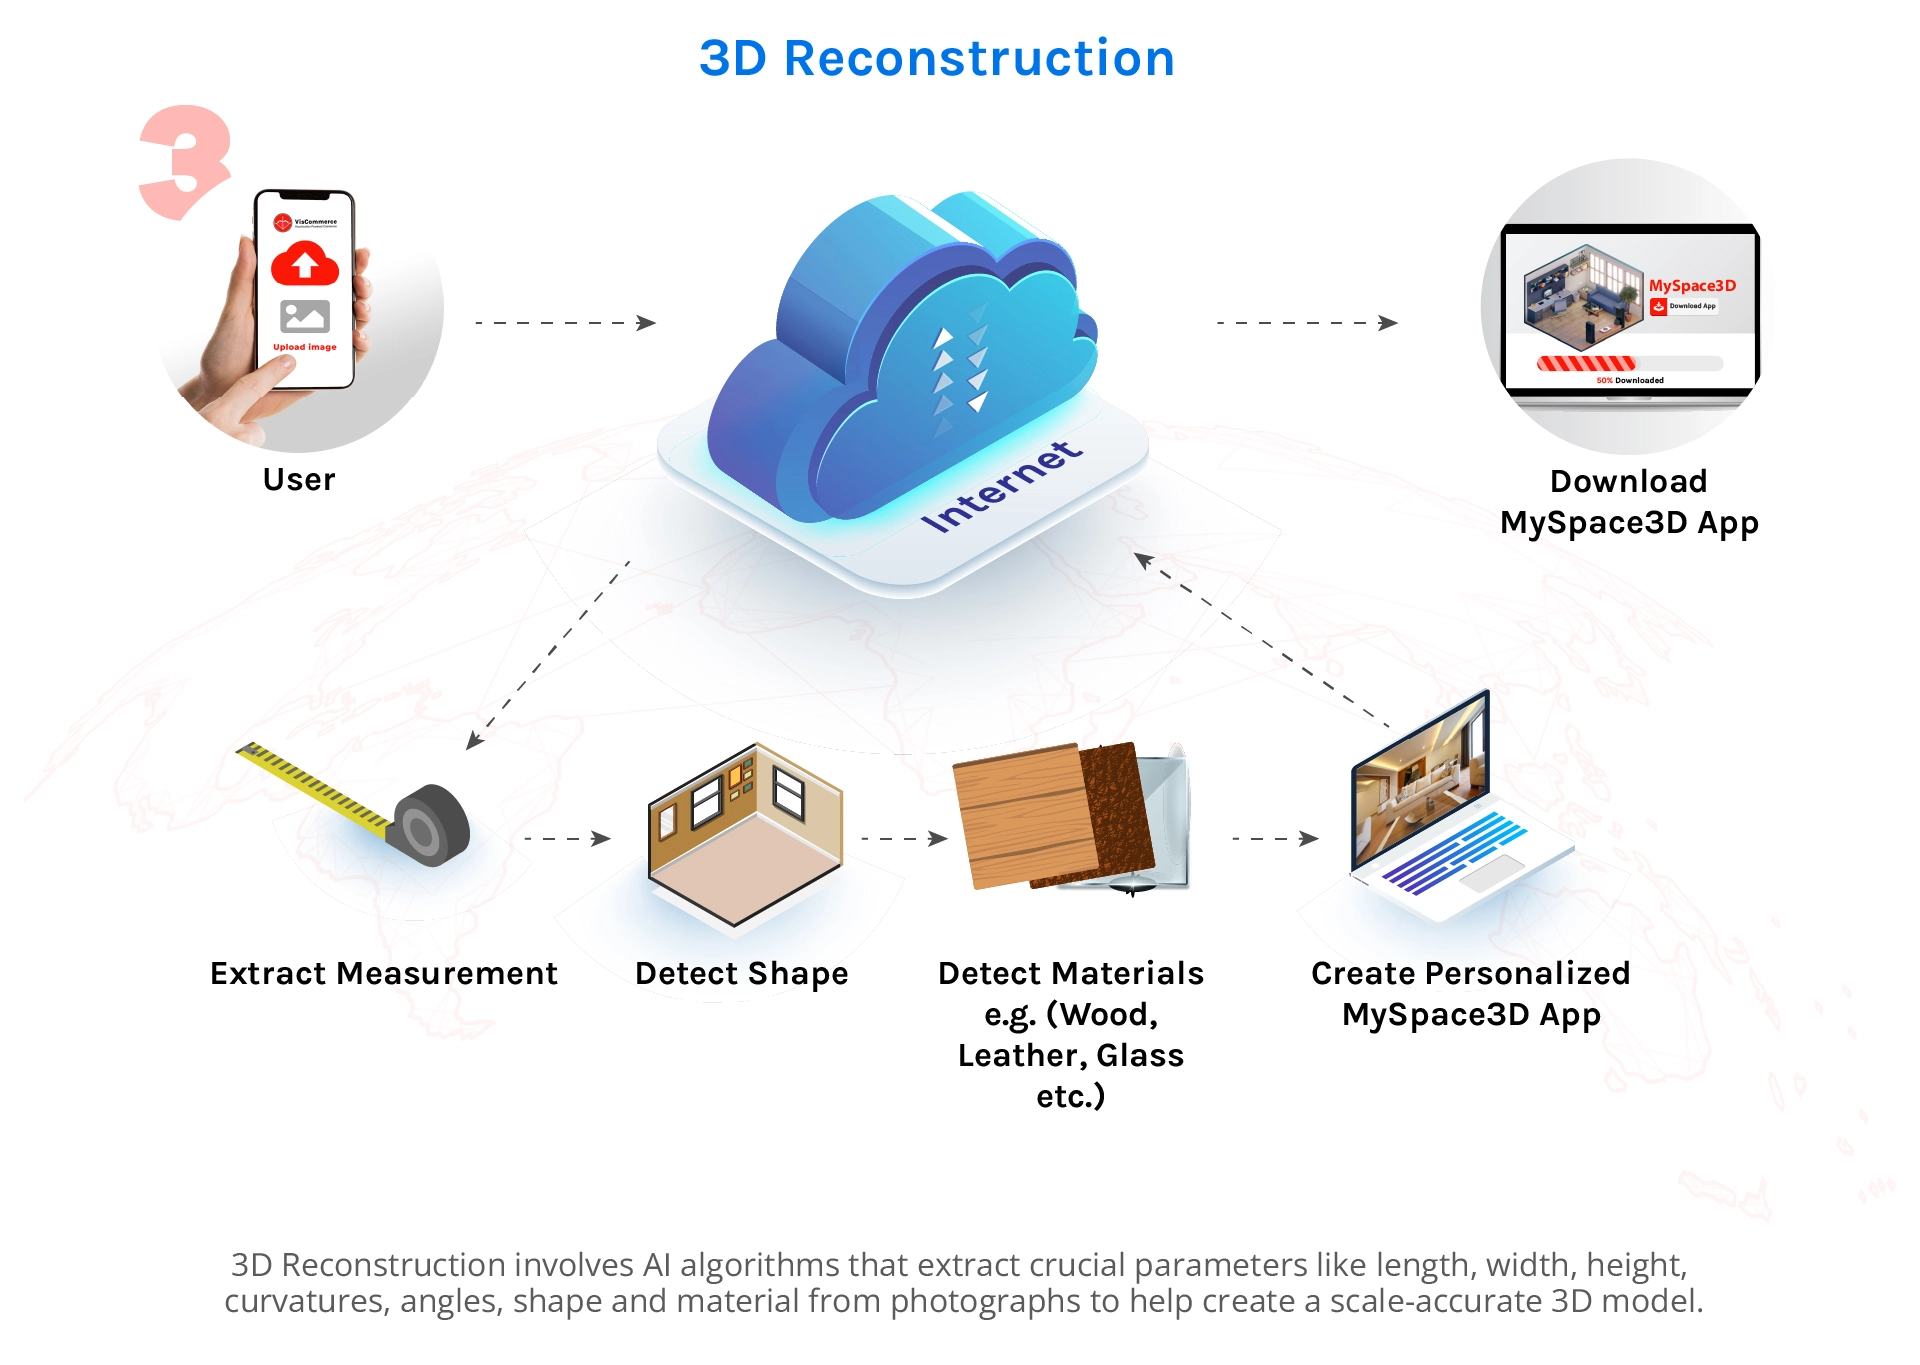 3D Reconstruction
3
VisCommerce
Upload image
User
Internet
MySpace3D
Download App
50% Downloaded
Download
MySpace3D App
Extract Measurement
Detect Shape
Detect Materials
e.g. (Wood,
Leather, Glass
etc.)
Create Personalized
MySpace3D App
3D Reconstruction involves AI algorithms that extract crucial parameters like length, width, height,
curvatures, angles, shape and material from photographs to help create a scale-accurate 3D model.